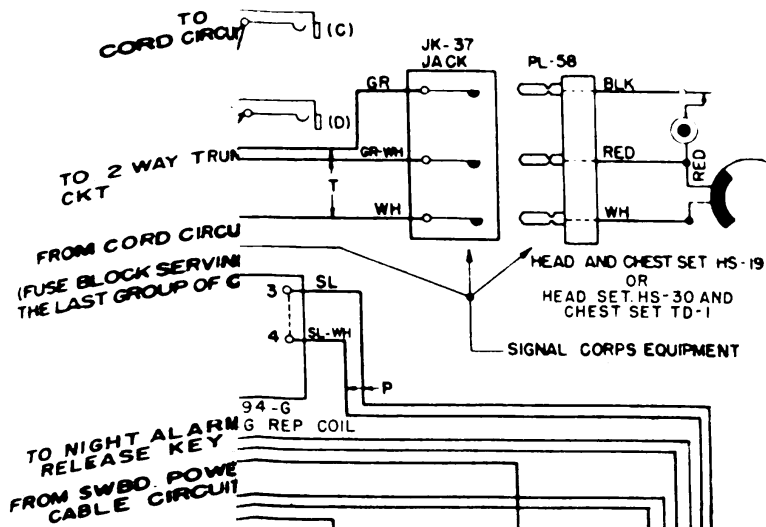 TO
CORD CIRCUI
(C)
(D)
TO 2 WAY TRUN
CKT
FROM CORD CIRCU
(FUSE BLOCK SERVIN
THE LAST GROUP OF
GR
GR-WH
T
WH
JK-37
JACK
PL-58
BLK
RED
RED
WH
HEAD AND CHEST SET HS-19
OR
HEAD SET. HS-30 AND
CHEST SET TD-1
SIGNAL CORPS EQUIPMENT
3
SL
4
SL-WH
P
94-G
G REP COIL
TO NIGHT ALARM
RELEASE KEY
FROM SWBD. POWE
CABLE CIRCUIT